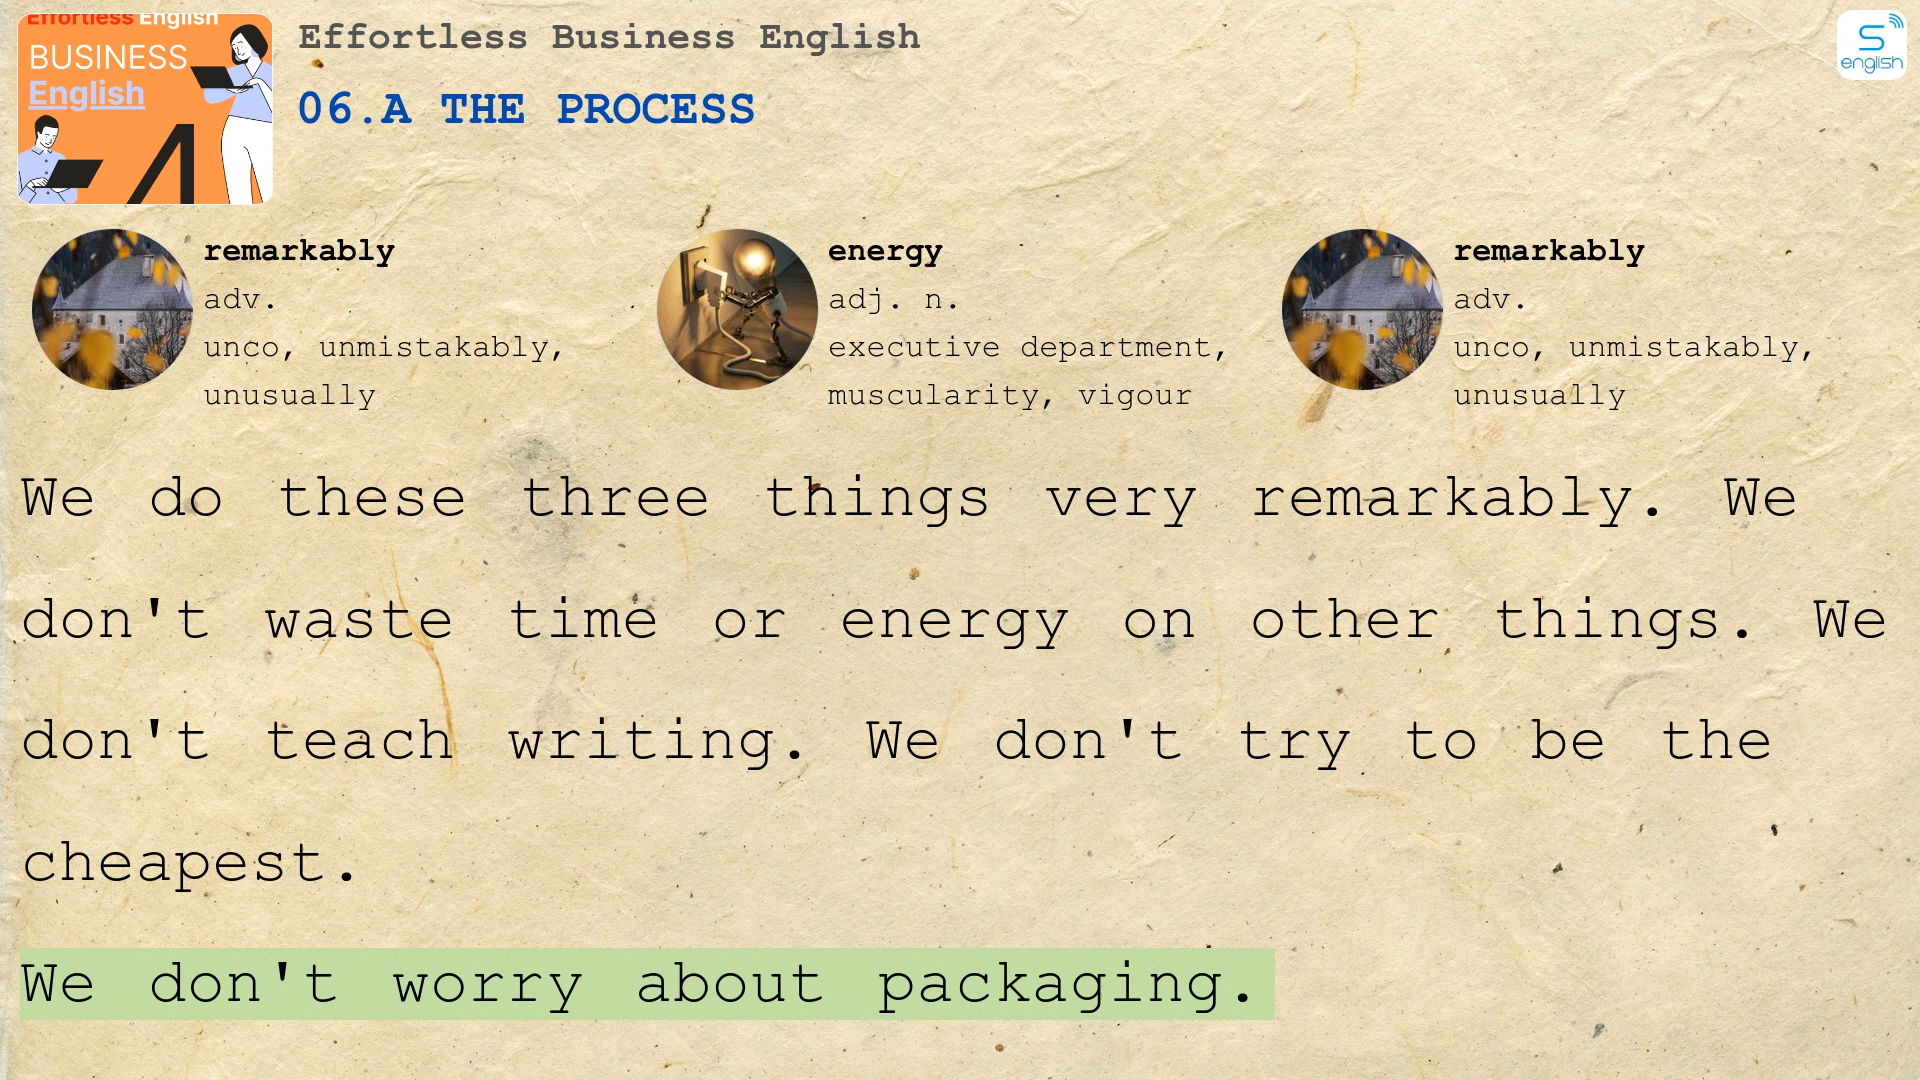 Effortless English
BUSINESS
English
Effortless Business English
06.A THE PROCESS
S
english
remarkably
adv.
unco, unmistakably,
unusually
energy
adj. n.
executive department,
muscularity, vigour
remarkably
adv.
unco, unmistakably,
unusually
We do these three things very remarkably. We
don't waste time or energy on other things. We
don't teach writing. We don't try to be the
cheapest.
We don't worry about packaging.